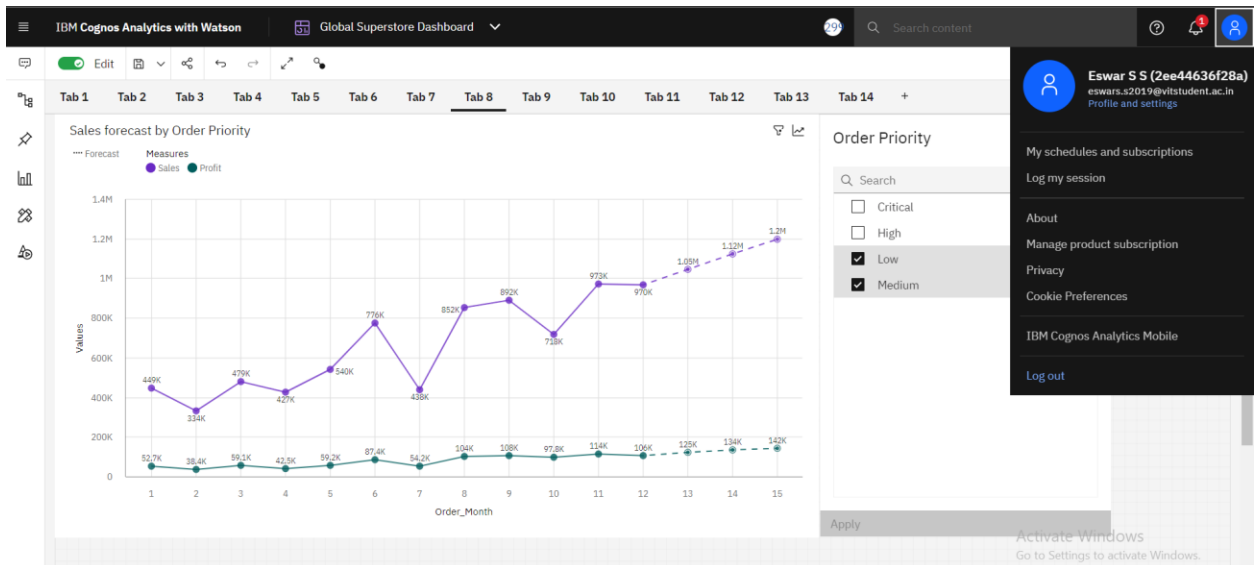 IBM Cognos Analytics with Watson
Global Superstore Dashboard
299
Search content
1
Edit
Tab 1 Tab 2 Tab 3 Tab 4 Tab 5 Tab 6 Tab 7 Tab 8 Tab 9 Tab 10 Tab 11 Tab 12 Tab 13 Tab 14 +
Sales forecast by Order Priority
Forecast
Measures
Sales Profit
1.4M
1.2M
1M
800K
600K
400K
200K
0
Values
449K 334K 479K 427K 540K 776K 438K 852K 892K 718K 973K 970K 1.05M 1.12M 1.2M
52.7K 38.4K 59.1K 42.5K 59.2K 87.4K 54.2K 104K 108K 97.8K 114K 106K 125K 134K 142K
1 2 3 4 5 6 7 8 9 10 11 12 13 14 15
Order_Month
Order Priority
Search
Critical
High
Low
Medium
Apply
Eswar S S (2ee44636f28a)
eswars.s2019@vitstudent.ac.in
Profile and settings
My schedules and subscriptions
Log my session
About
Manage product subscription
Privacy
Cookie Preferences
IBM Cognos Analytics Mobile
Log out
Activate Windows
Go to Settings to activate Windows.